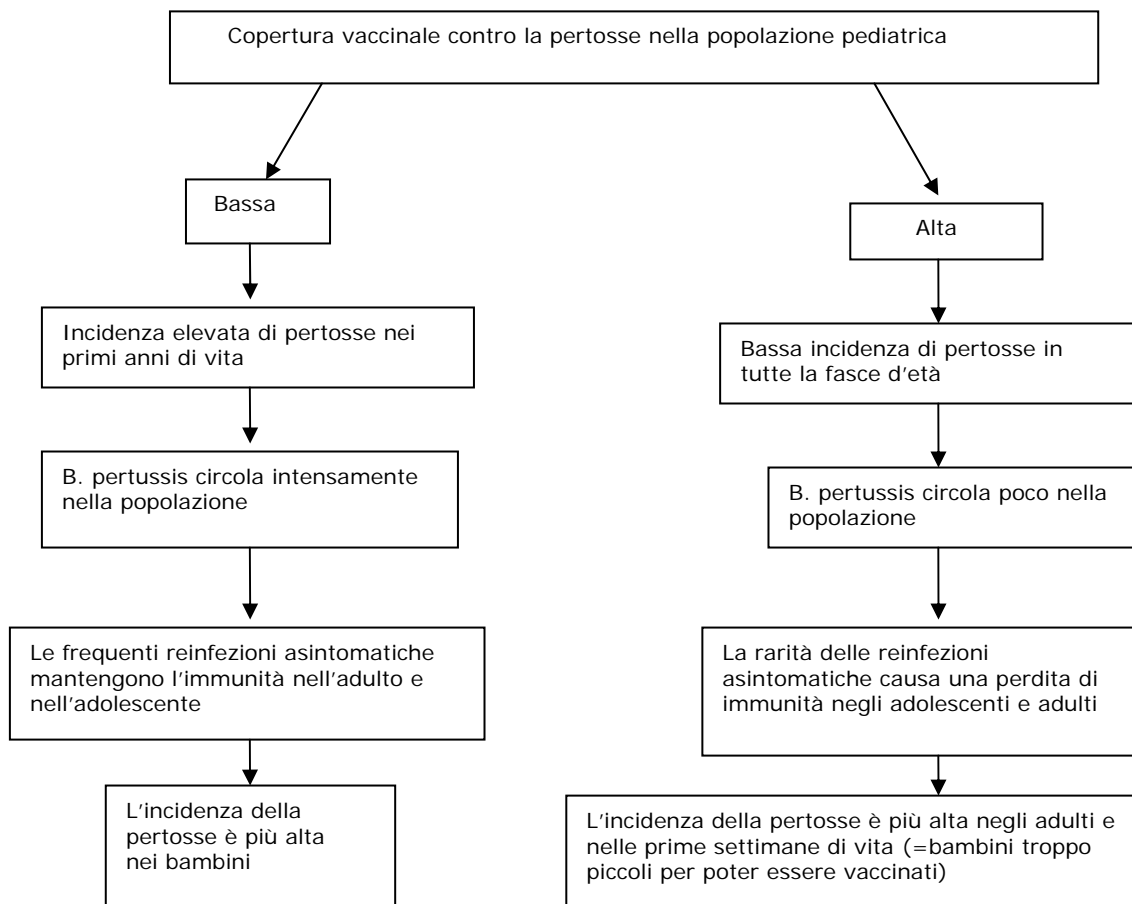 Copertura vaccinale contro la pertosse nella popolazione pediatrica
Bassa
Alta
Incidenza elevata di pertosse nei
primi anni di vita
Bassa incidenza di pertosse in
tutte la fasce d'età
B. pertussis circola intensamente
nella popolazione
B. pertussis circola poco nella
popolazione
Le frequenti reinfezioni asintomatiche
mantengono l'immunità nell'adulto e
nell'adolescente
La rarità delle reinfezioni
asintomatiche causa una perdita di
immunità negli adolescenti e adulti
L'incidenza della
pertosse è più alta
nei bambini
L'incidenza della pertosse è più alta negli adulti e
nelle prime settimane di vita (=bambini troppo
piccoli per poter essere vaccinati)